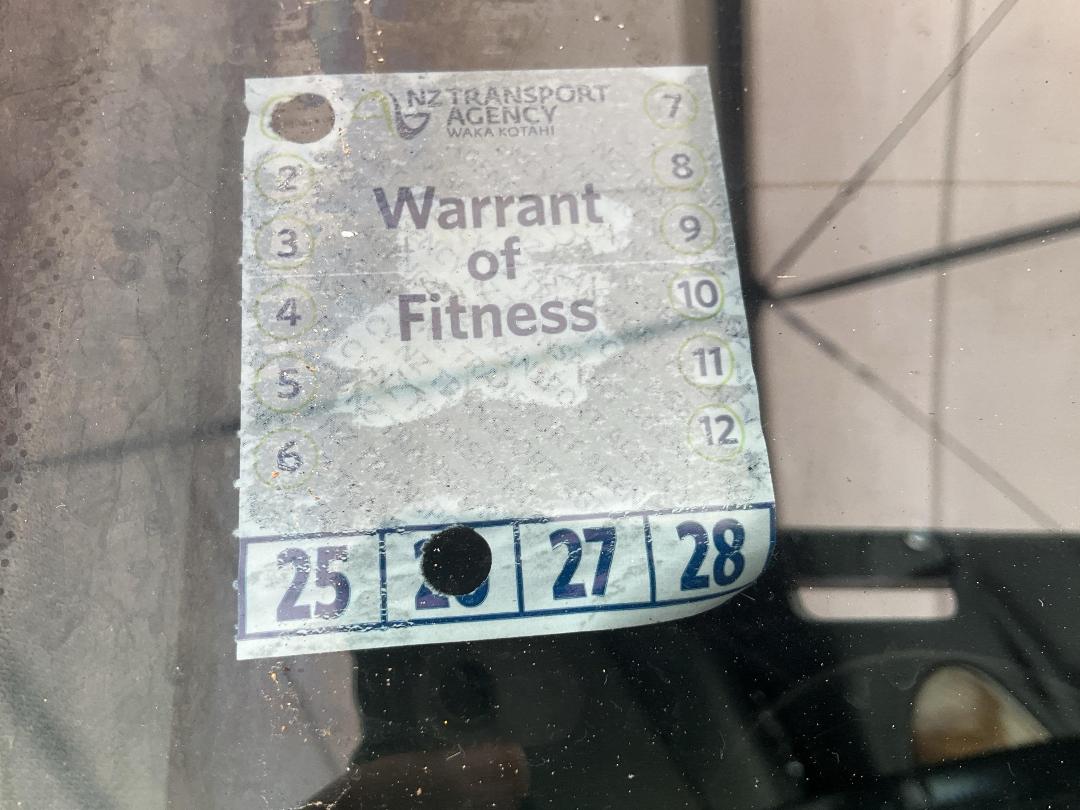 NZ TRANSPORT
AGENCY
WAKA KOTAHI
Warrant
of
Fitness
2
3
4
5
6
7
8
9
10
11
12
25
27
28